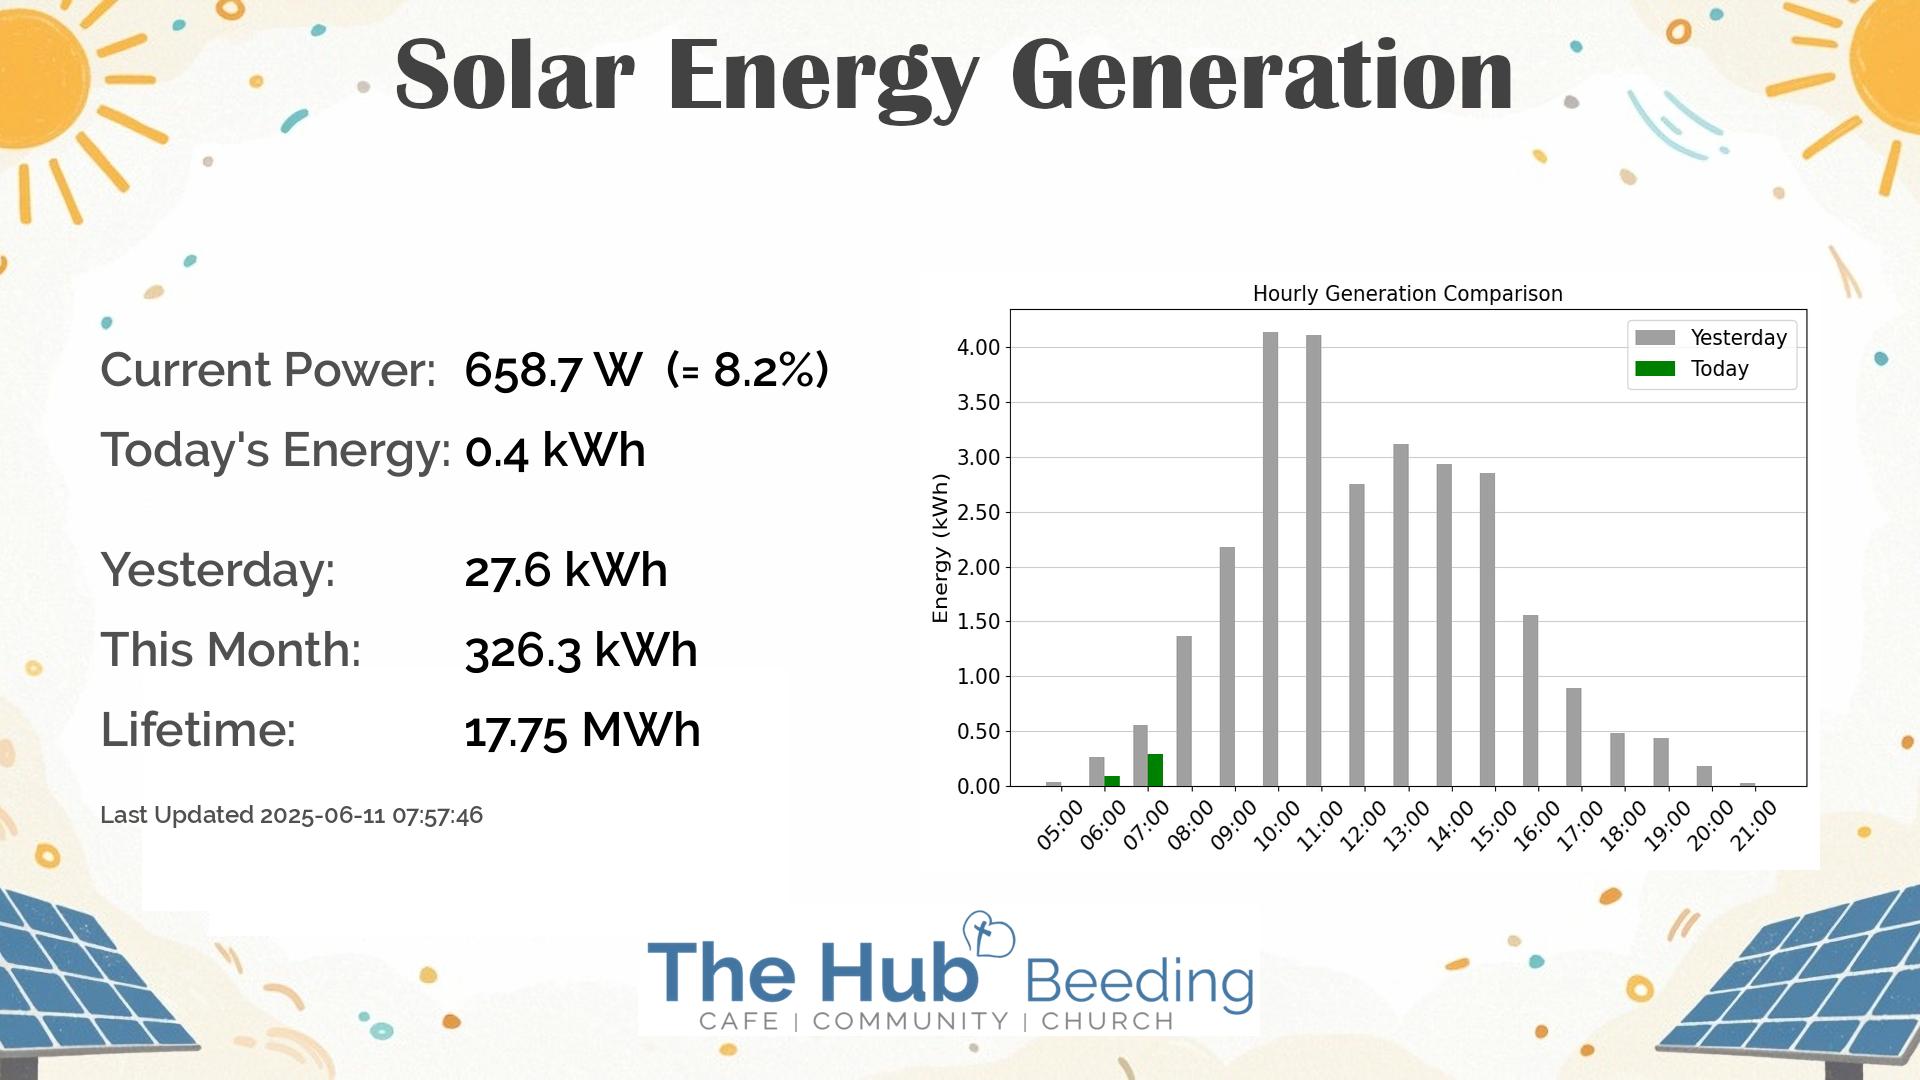 Solar Energy Generation
Current Power: 658.7 W (= 8.2%)
Today's Energy: 0.4 kWh
Yesterday: 27.6 kWh
This Month: 326.3 kWh
Lifetime: 17.75 MWh
Last Updated 2025-06-11 07:57:46
Hourly Generation Comparison
Yesterday
Today
Energy (kWh)
4.00
3.50
3.00
2.50
2.00
1.50
1.00
0.50
0.00
05:00 06:00 07:00 08:00 09:00 10:00 11:00 12:00 13:00 14:00 15:00 16:00 17:00 18:00 19:00 20:00 21:00
The Hub Beeding
CAFE | COMMUNITY | CHURCH